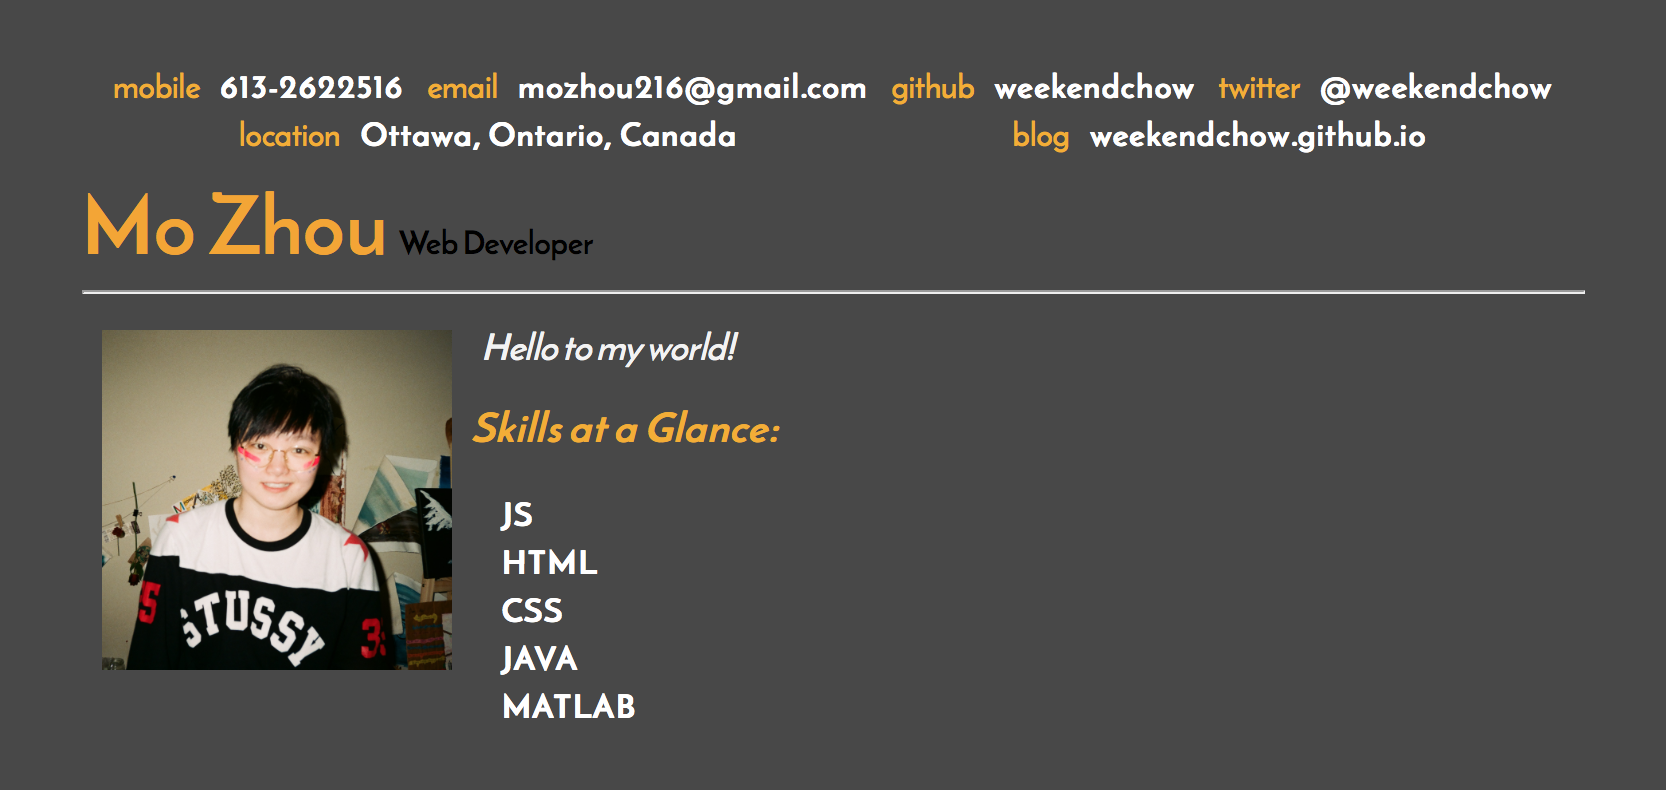 mobile 613-2622516 email mozhou216@gmail.com github weekendchow twitter @weekendchow
location Ottawa, Ontario, Canada blog weekendchow.github.io
Mo Zhou Web Developer
Hello to my world!
Skills at a Glance:
JS
HTML
CSS
JAVA
MATLAB
STUSSY